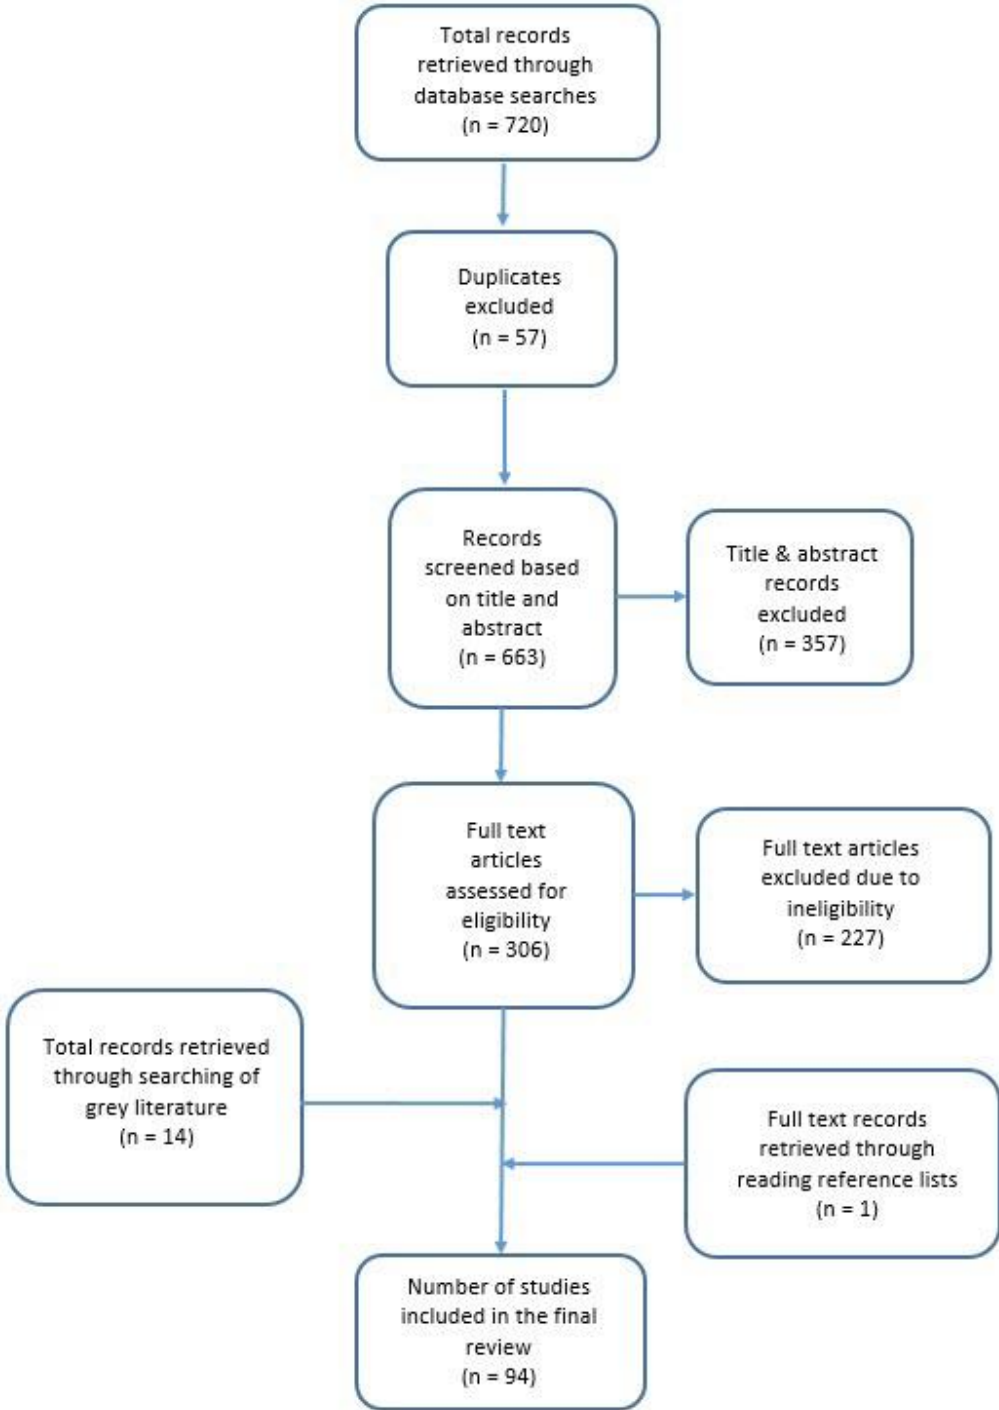 Total records
retrieved through
database searches
(n = 720)
Duplicates
excluded
(n = 57)
Records
screened based
on title and
abstract
(n = 663)
Title & abstract
records
excluded
(n = 357)
Full text
articles
assessed for
eligibility
(n = 306)
Full text articles
excluded due to
ineligibility
(n = 227)
Total records retrieved
through searching of
grey literature
(n = 14)
Full text records
retrieved through
reading reference lists
(n = 1)
Number of studies
included in the final
review
(n = 94)